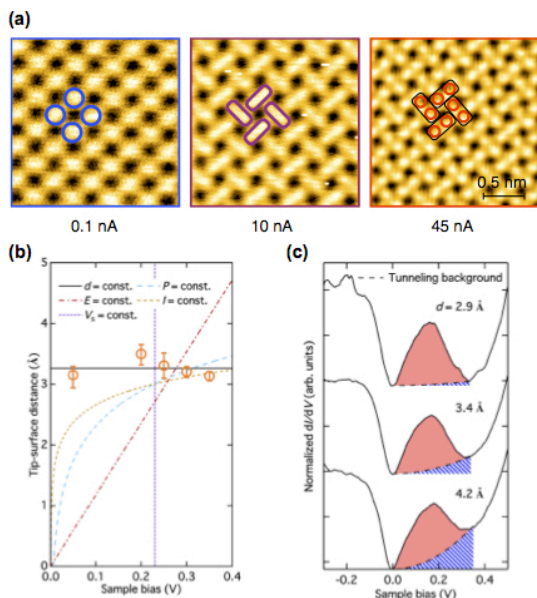 (a)
0.5 nm
0.1 nA
10 nA
45 nA
(b)
d = const.
P = const.
E = const.
I = const.
Vs = const.
Tip-surface distance (Å)
5
4
3
2
1
0
0.0
0.1
0.2
0.3
0.4
Sample bias (V)
(c)
Tunneling background
d = 2.9 Å
3.4 Å
4.2 Å
Normalized dI/dV (arb. units)
-0.2
0.0
0.2
0.4
Sample bias (V)